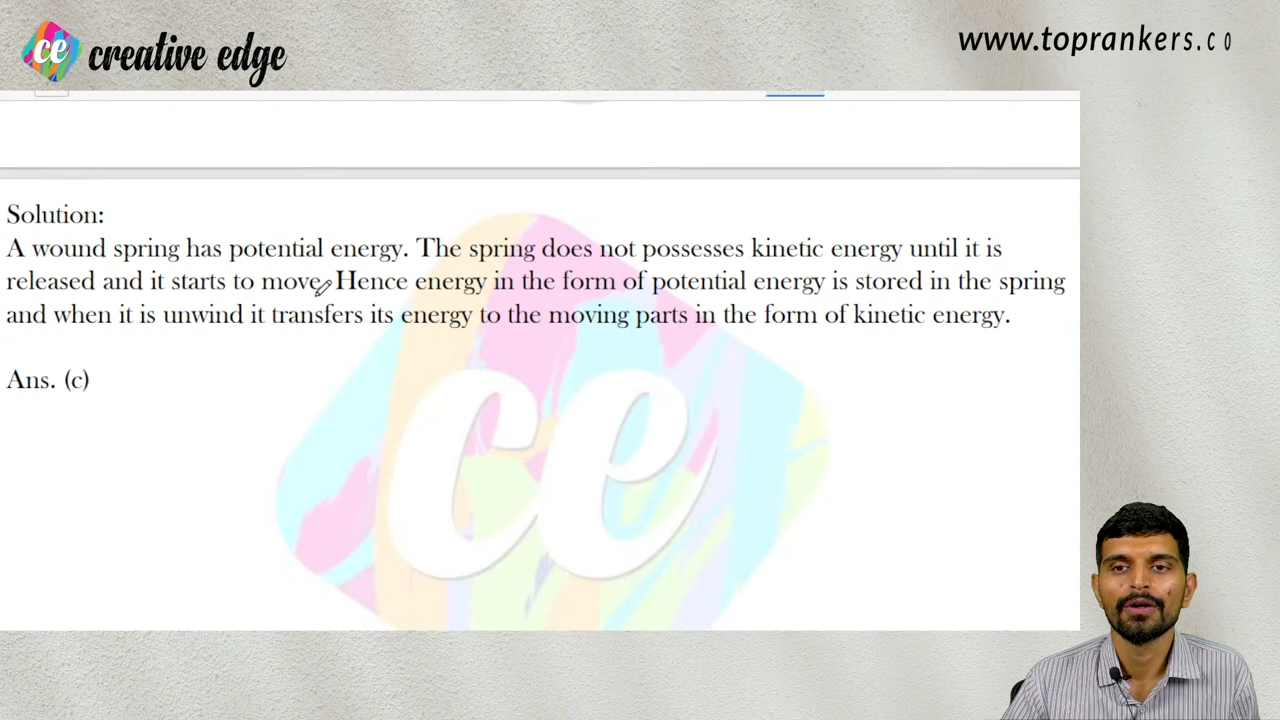 ce creative edge
www.toprankers.co
Solution:
A wound spring has potential energy. The spring does not possesses kinetic energy until it is
released and it starts to move. Hence energy in the form of potential energy is stored in the spring
and when it is unwind it transfers its energy to the moving parts in the form of kinetic energy.
Ans. (c)
ce